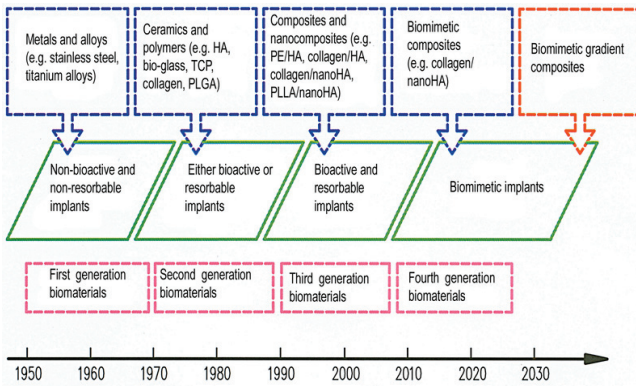 Metals and alloys
(e.g. stainless steel,
titanium alloys)
Ceramics and
polymers (e.g. HA,
bio-glass, TCP,
collagen, PLGA)
Composites and
nanocomposites (e.g.
PE/HA, collagen/HA,
collagen/nanoHA,
PLLA/nanoHA)
Biomimetic
composites
(e.g. collagen/
nanoHA)
Biomimetic gradient
composites
Non-bioactive and
non-resorbable
implants
Either bioactive or
resorbable
implants
Bioactive and
resorbable
implants
Biomimetic implants
First generation
biomaterials
Second generation
biomaterials
Third generation
biomaterials
Fourth generation
biomaterials
1950 1960 1970 1980 1990 2000 2010 2020 2030